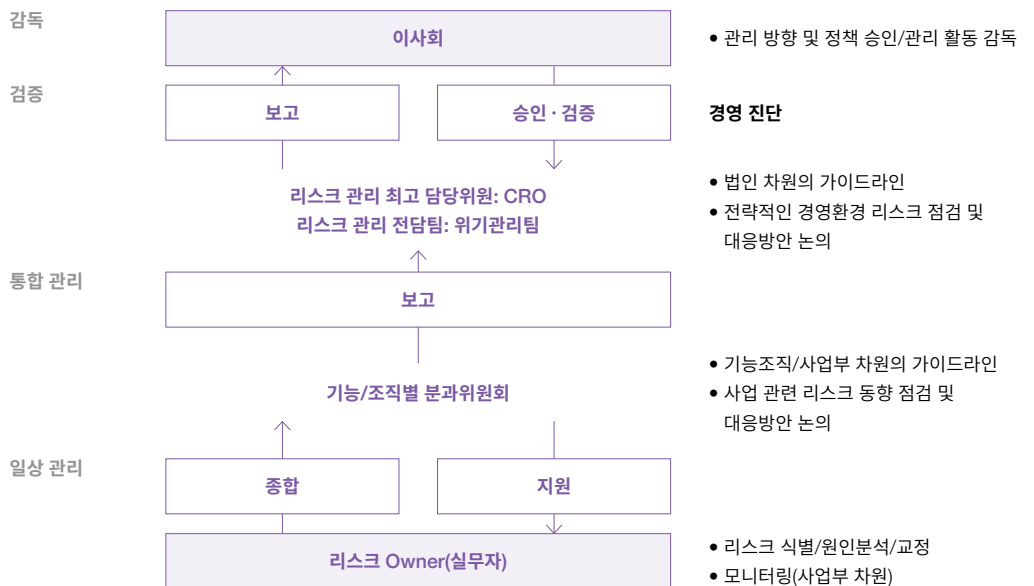 감독
이사회
• 관리 방향 및 정책 승인/관리 활동 감독
검증
보고
승인 · 검증
경영 진단
리스크 관리 최고 담당위원: CRO
리스크 관리 전담팀: 위기관리팀
• 법인 차원의 가이드라인
• 전략적인 경영환경 리스크 점검 및
대응방안 논의
통합 관리
보고
기능/조직별 분과위원회
• 기능조직/사업부 차원의 가이드라인
• 사업 관련 리스크 동향 점검 및
대응방안 논의
일상 관리
종합
지원
리스크 Owner(실무자)
• 리스크 식별/원인분석/교정
• 모니터링(사업부 차원)